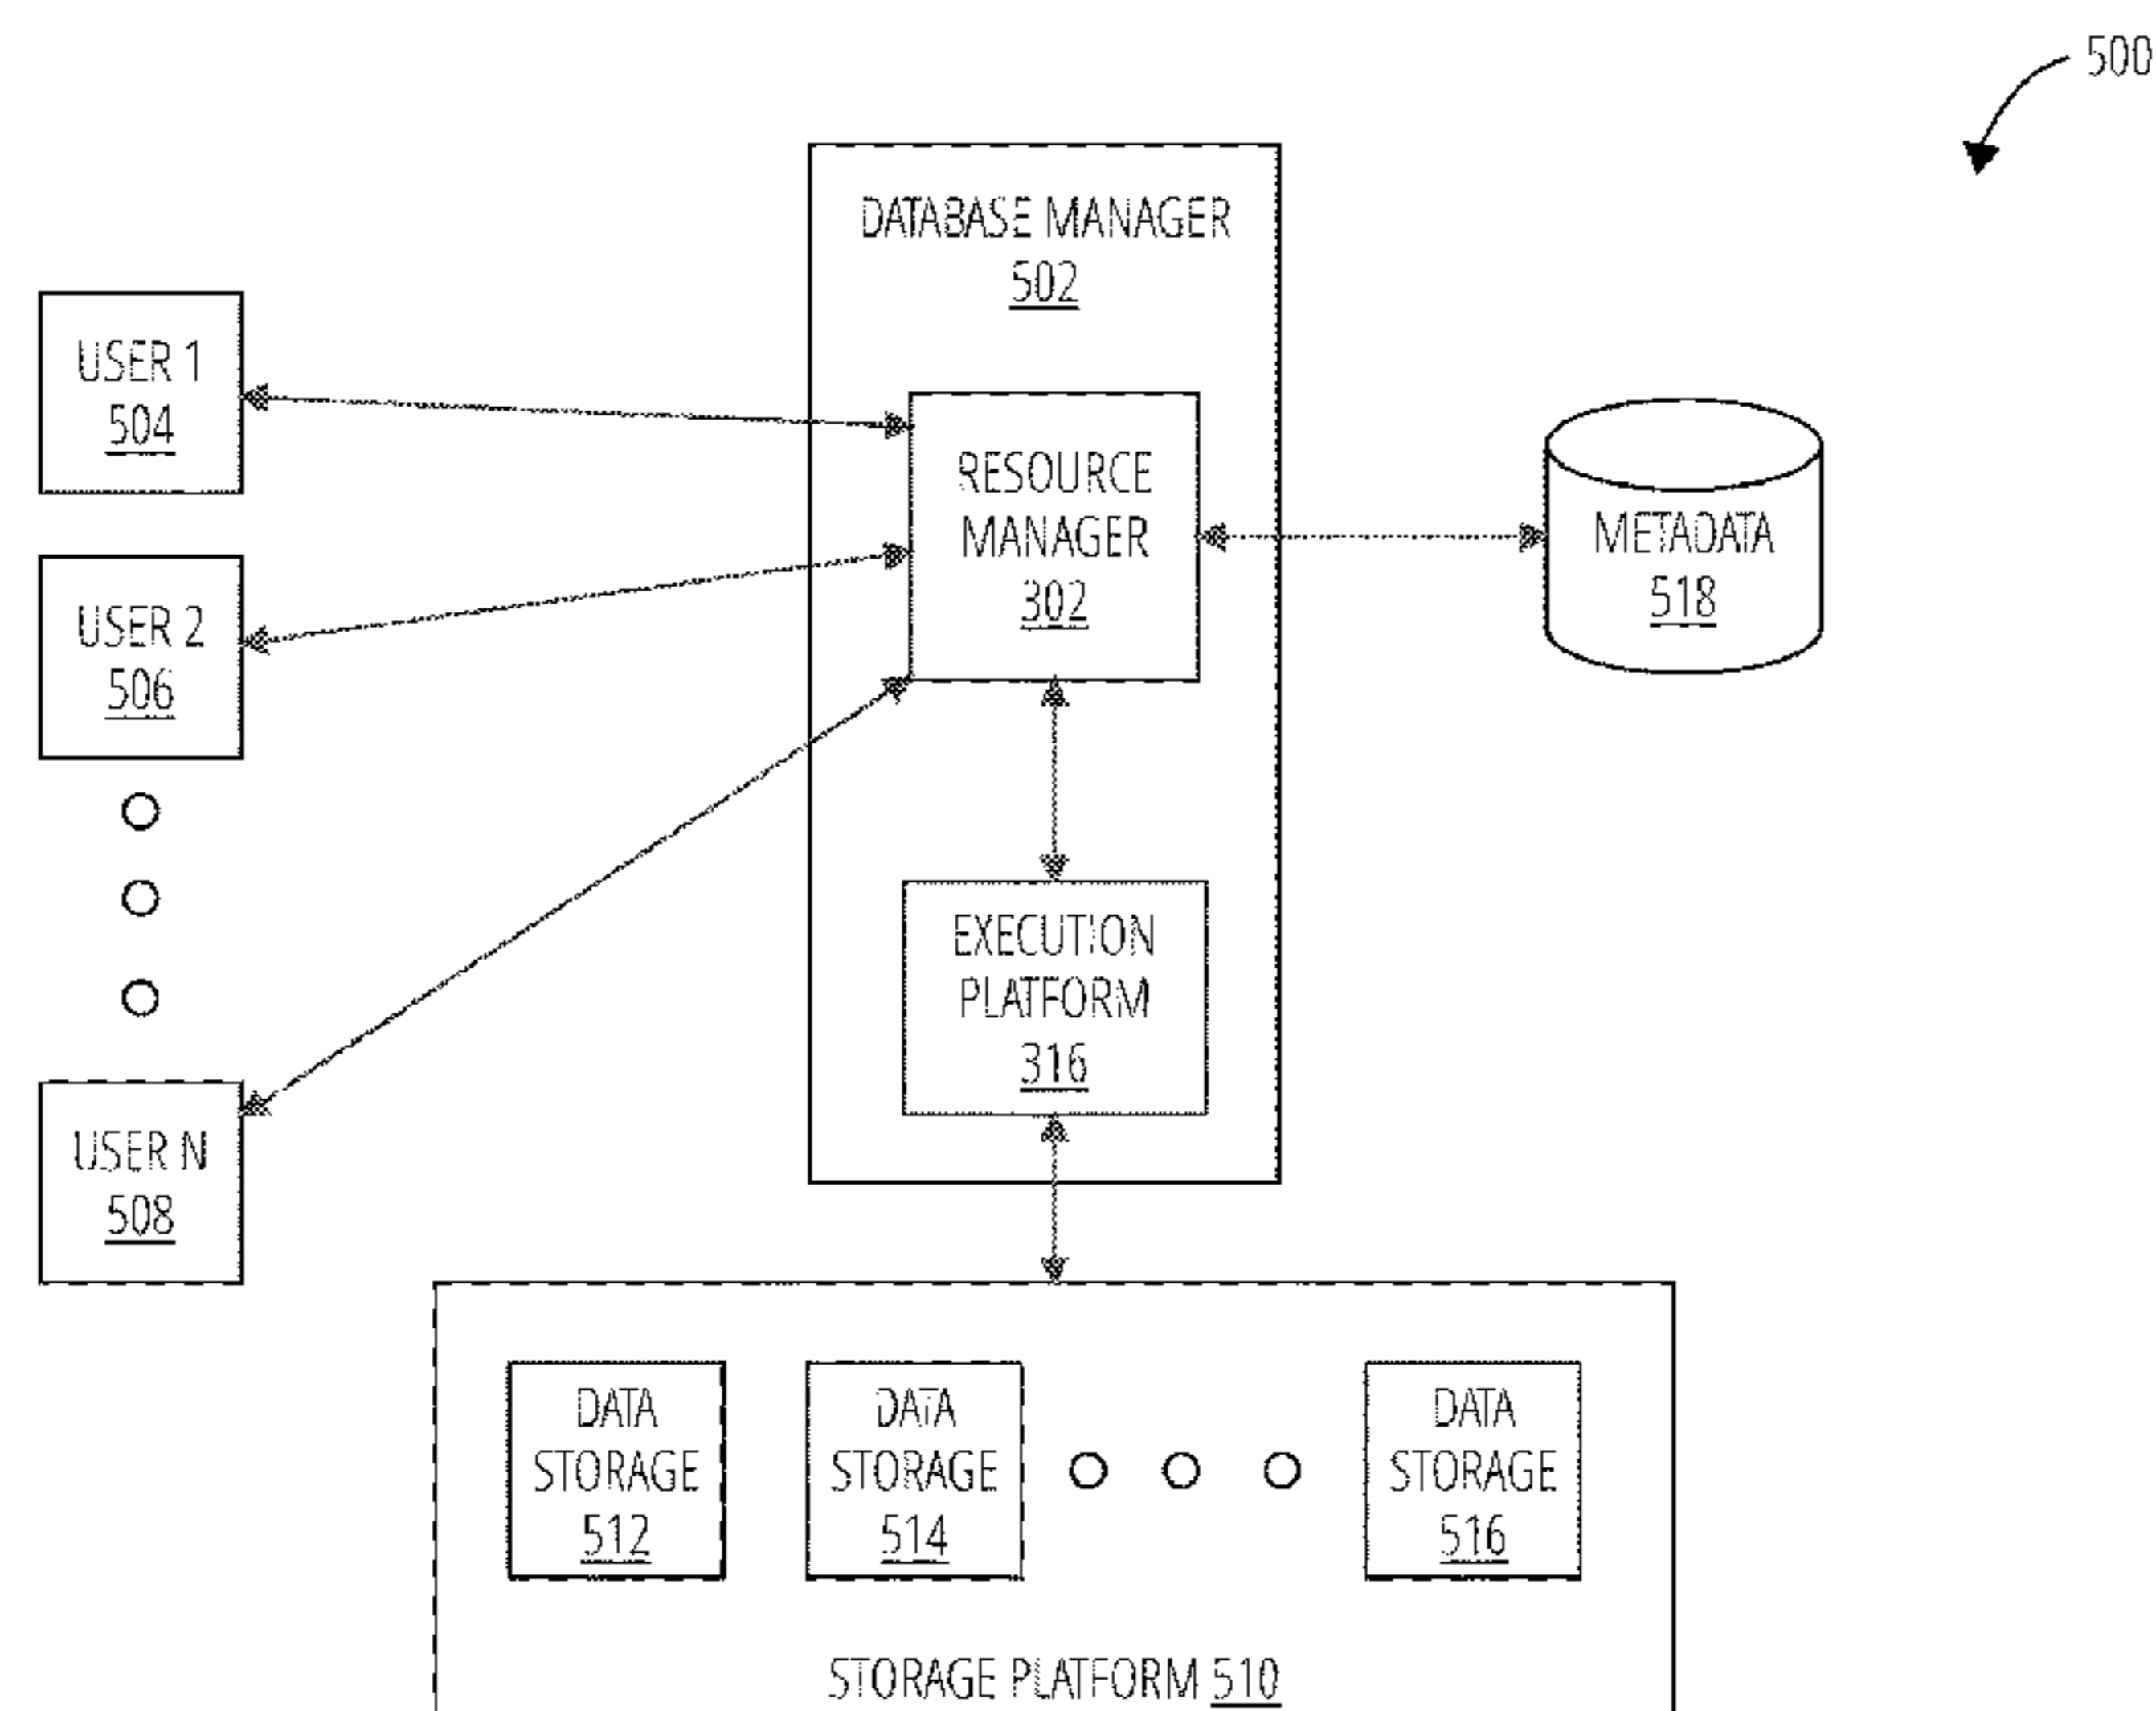 500
DATABASE MANAGER
502
USER 1
504
RESOURCE
MANAGER
302
METADATA
518
USER 2
506
EXECUTION
PLATFORM
316
USER N
508
DATA
STORAGE
512
DATA
STORAGE
514
DATA
STORAGE
516
STORAGE PLATFORM 510